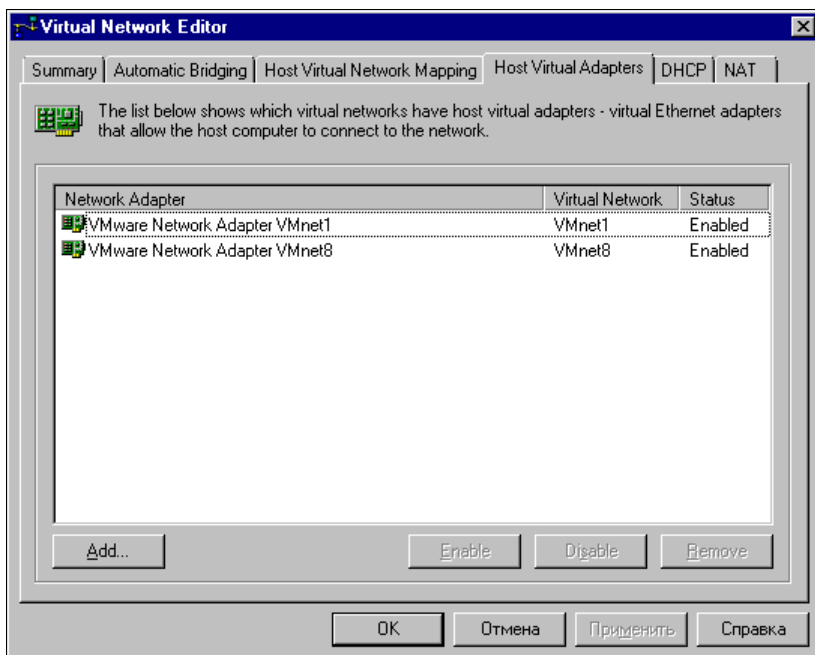 Virtual Network Editor
Summary Automatic Bridging Host Virtual Network Mapping Host Virtual Adapters DHCP NAT
The list below shows which virtual networks have host virtual adapters - virtual Ethernet adapters
that allow the host computer to connect to the network.
Network Adapter Virtual Network Status
VMware Network Adapter VMnet1 VMnet1 Enabled
VMware Network Adapter VMnet8 VMnet8 Enabled
Add... Enable Disable Remove
OK Отмена Применить Справка